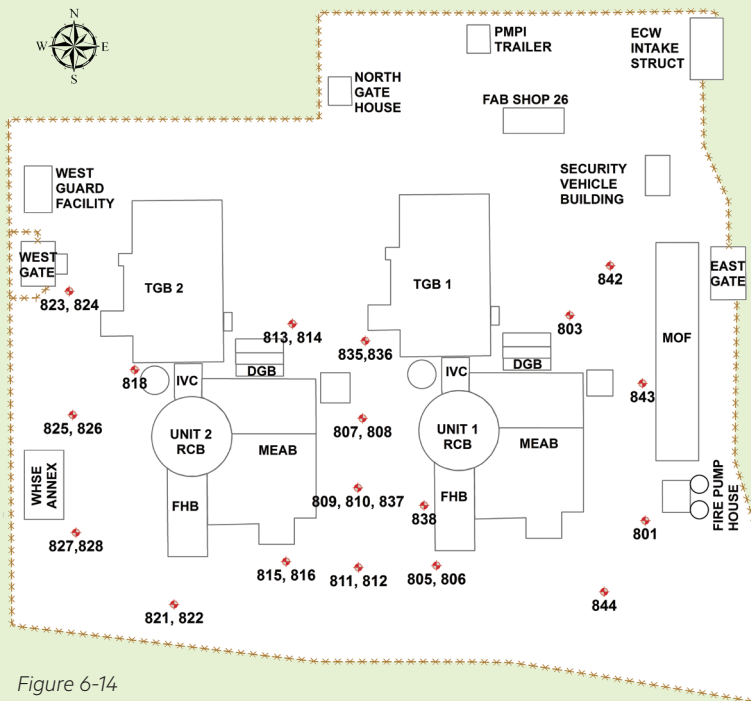 N
W E
S
PMPI
TRAILER
ECW
INTAKE
STRUCT
NORTH
GATE
HOUSE
FAB SHOP 26
WEST
GUARD
FACILITY
SECURITY
VEHICLE
BUILDING
WEST
GATE
TGB 2
TGB 1
842
EAST
GATE
823, 824
813, 814
803
MOF
835,836
818
IVC
DGB
IVC
DGB
843
825, 826
807, 808
UNIT 2
RCB
MEAB
UNIT 1
RCB
MEAB
WHSE
ANNEX
FHB
809, 810, 837
FHB
838
FIRE PUMP
HOUSE
801
827,828
815, 816
811, 812
805, 806
844
821, 822
Figure 6-14